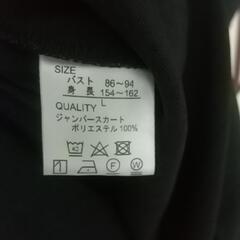 SIZE
バスト 86～94
身長 154～162
L
QUALITY
ジャンパースカート
ポリエステル100%